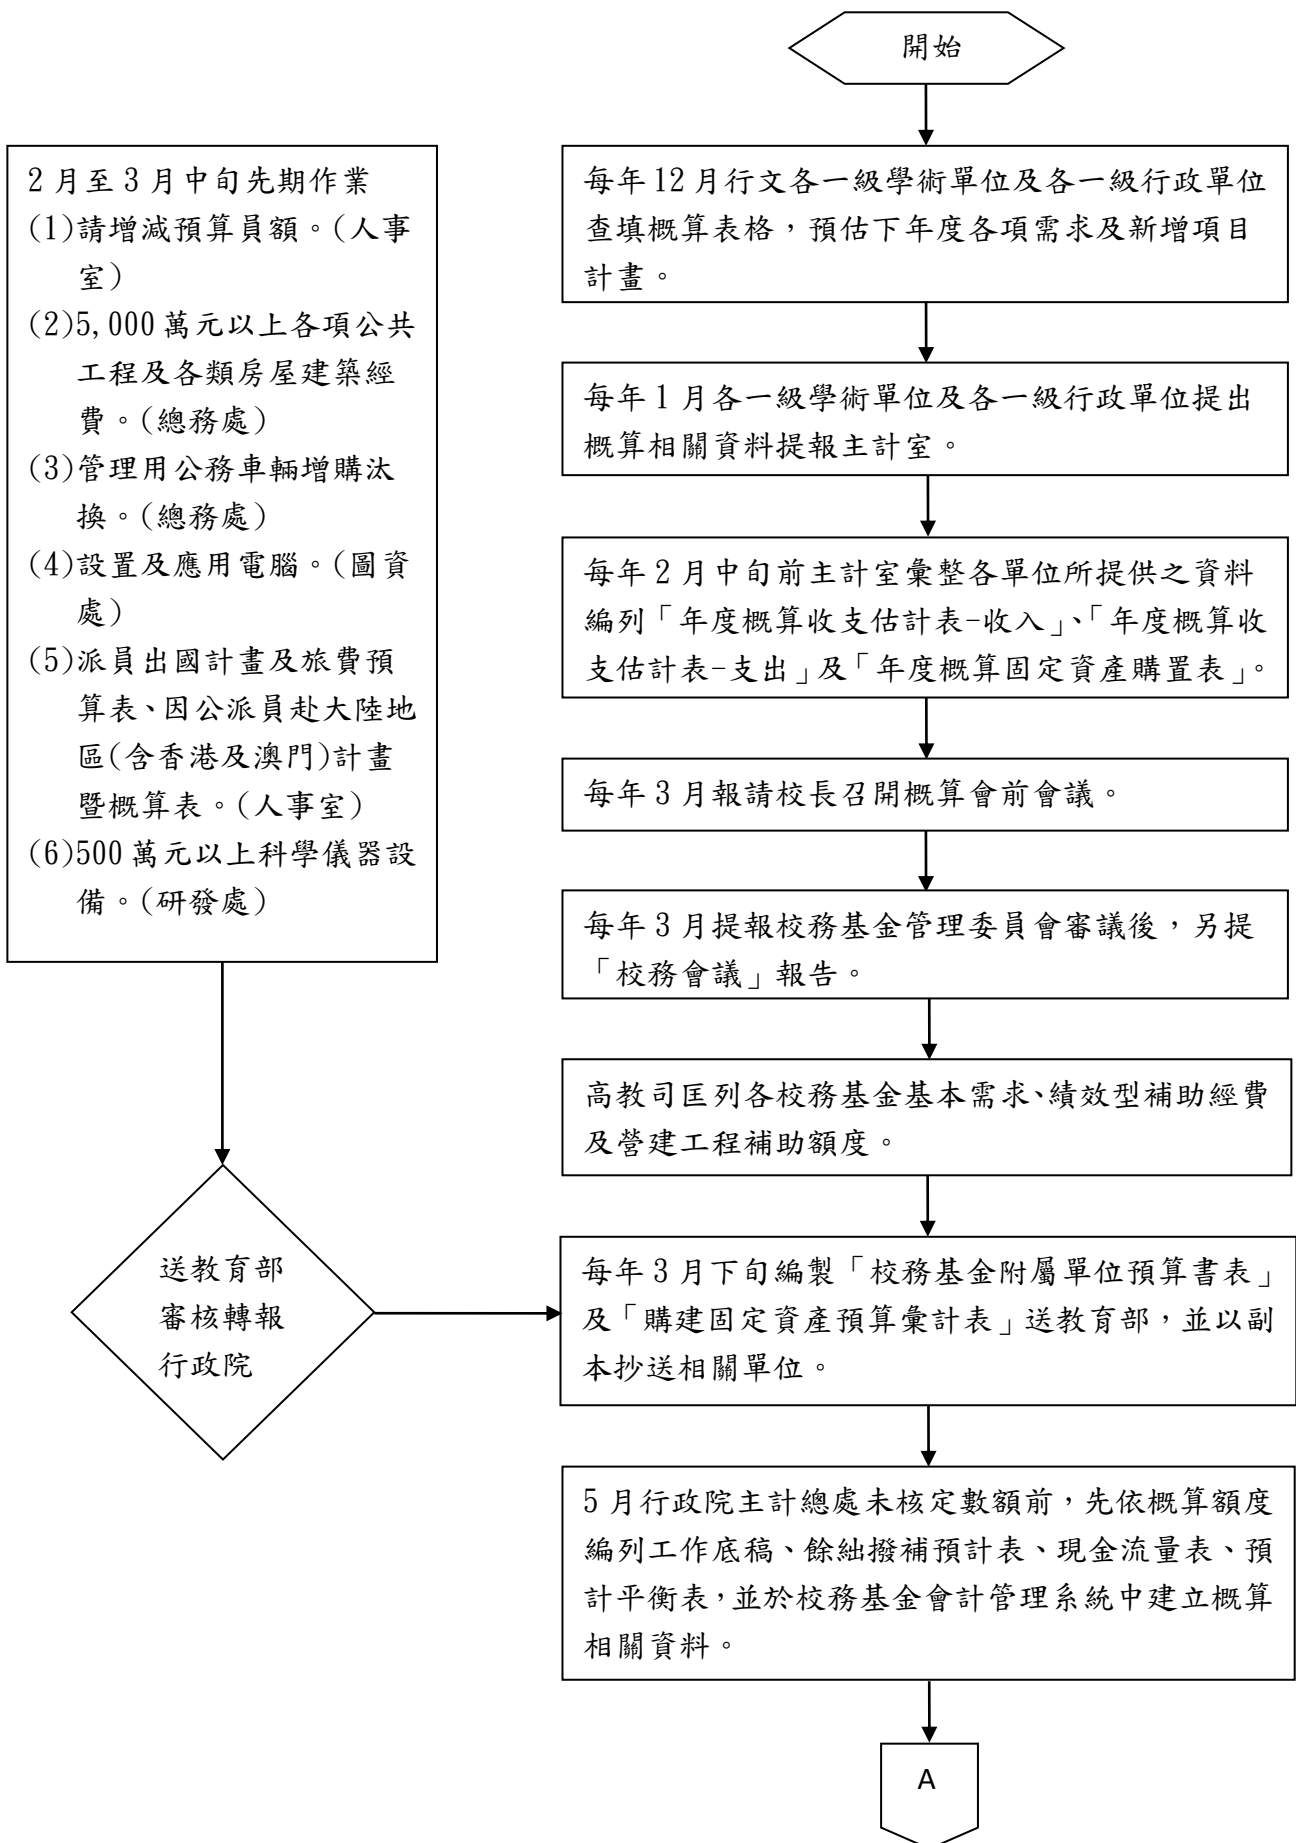 開始
2月至3月中旬先期作業
(1)請增減預算員額。(人事
室)
(2)5,000萬元以上各項公共
工程及各類房屋建築經
費。(總務處)
(3)管理用公務車輛增購汰
換。(總務處)
(4)設置及應用電腦。(圖資
處)
(5)派員出國計畫及旅費預
算表、因公派員赴大陸地
區(含香港及澳門)計畫
暨概算表。(人事室)
(6)500萬元以上科學儀器設
備。(研發處)
送教育部
審核轉報
行政院
每年12月行文各一級學術單位及各一級行政單位
查填概算表格，預估下年度各項需求及新增項目
計畫。
每年1月各一級學術單位及各一級行政單位提出
概算相關資料提報主計室。
每年2月中旬前主計室彙整各單位所提供之資料
編列「年度概算收支估計表-收入」、「年度概算收
支估計表-支出」及「年度概算固定資產購置表」。
每年3月報請校長召開概算會前會議。
每年3月提報校務基金管理委員會審議後，另提
「校務會議」報告。
高教司匡列各校務基金基本需求、績效型補助經費
及營建工程補助額度。
每年3月下旬編製「校務基金附屬單位預算書表」
及「購建固定資產預算彙計表」送教育部，並以副
本抄送相關單位。
5月行政院主計總處未核定數額前，先依概算額度
編列工作底稿、餘絀撥補預計表、現金流量表、預
計平衡表，並於校務基金會計管理系統中建立概算
相關資料。
A